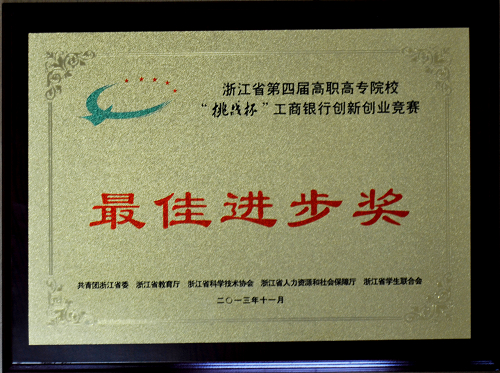 浙江省第四届高职高专院校
“挑战杯”工商银行创新创业竞赛
最佳进步奖
共青团浙江省委 浙江省教育厅 浙江省科学技术协会 浙江省人力资源和社会保障厅 浙江省学生联合会
二〇一三年十一月